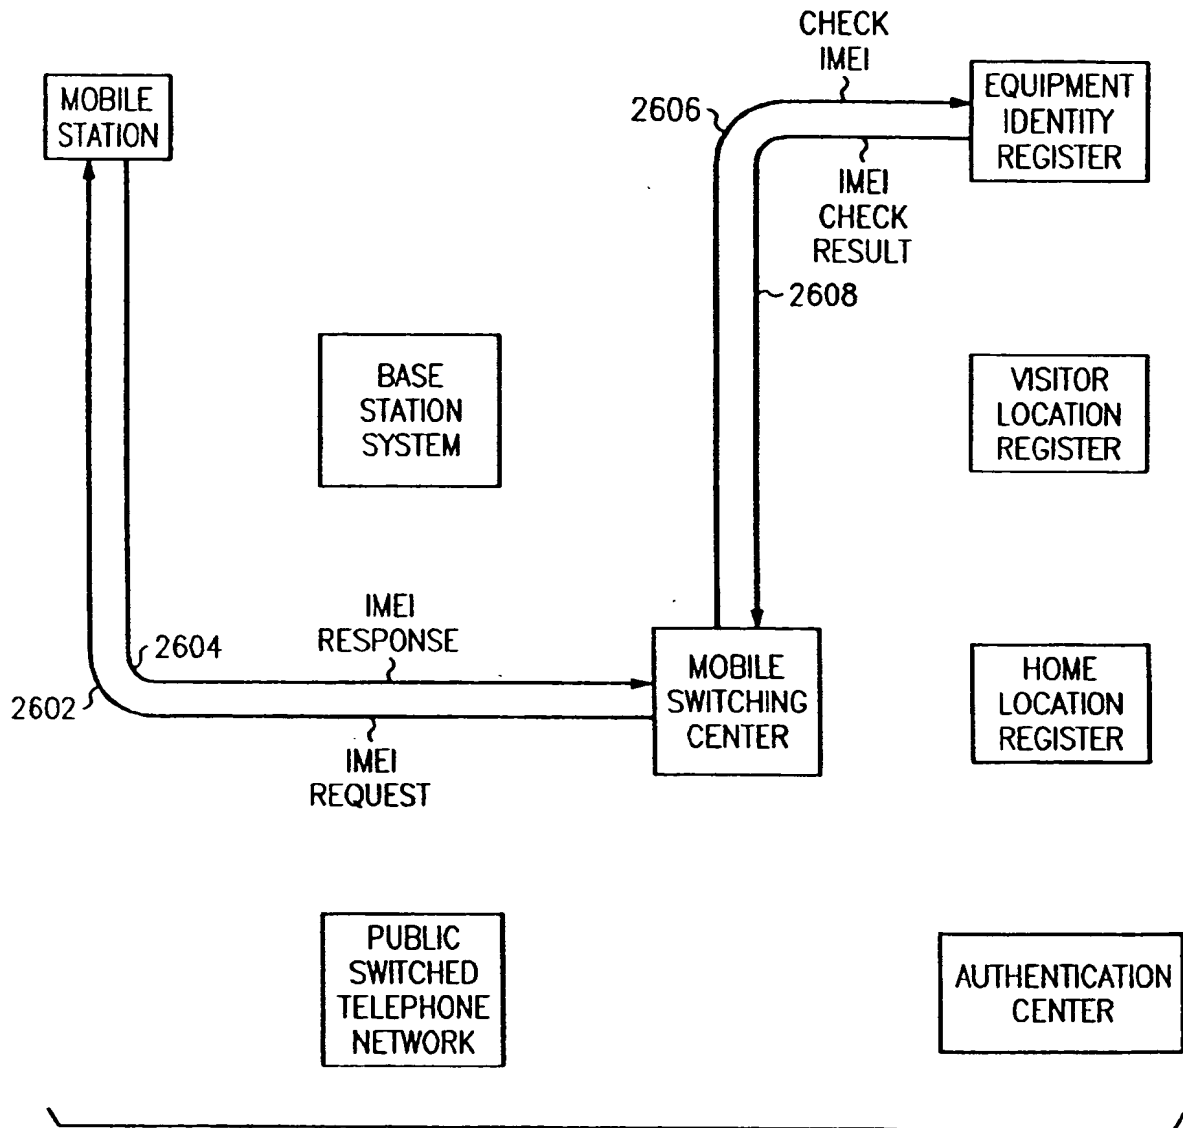 CHECK
IMEI
MOBILE
STATION
2606
EQUIPMENT
IDENTITY
REGISTER
IMEI
CHECK
RESULT
2608
BASE
STATION
SYSTEM
VISITOR
LOCATION
REGISTER
IMEI
RESPONSE
2604
2602
IMEI
REQUEST
MOBILE
SWITCHING
CENTER
HOME
LOCATION
REGISTER
PUBLIC
SWITCHED
TELEPHONE
NETWORK
AUTHENTICATION
CENTER